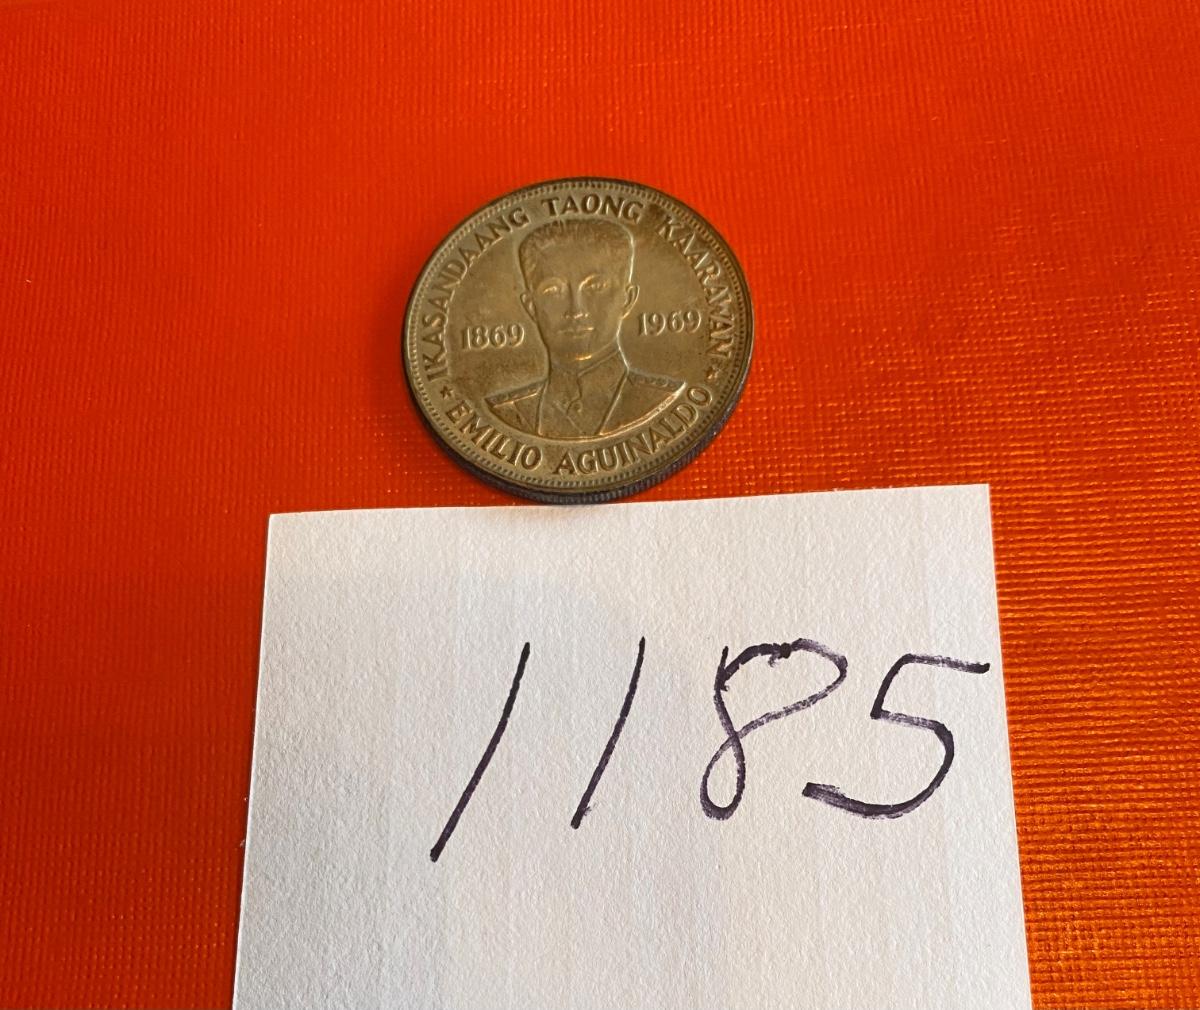 ★ IKASANDAANG TAONG KAARAWAN ★
1869 1969
EMILIO AGUINALDO
1185